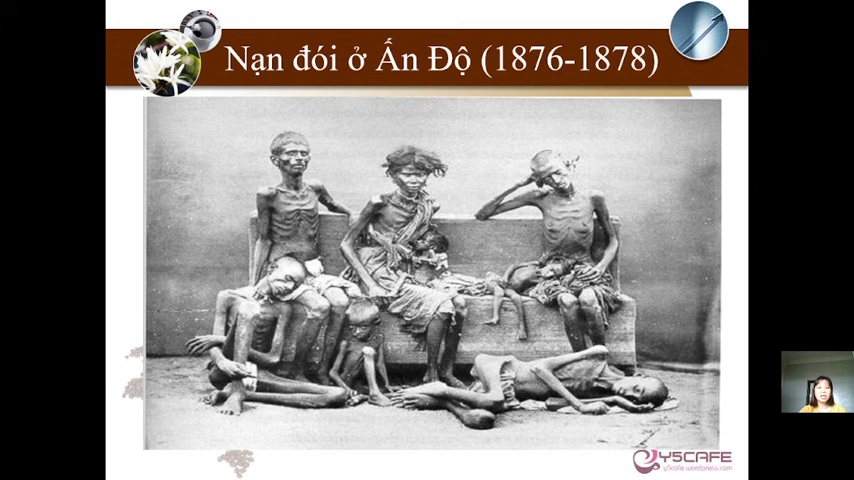 Nạn đói ở Ấn Độ (1876-1878)
Y5CAFE
y5cafe.wordpress.com